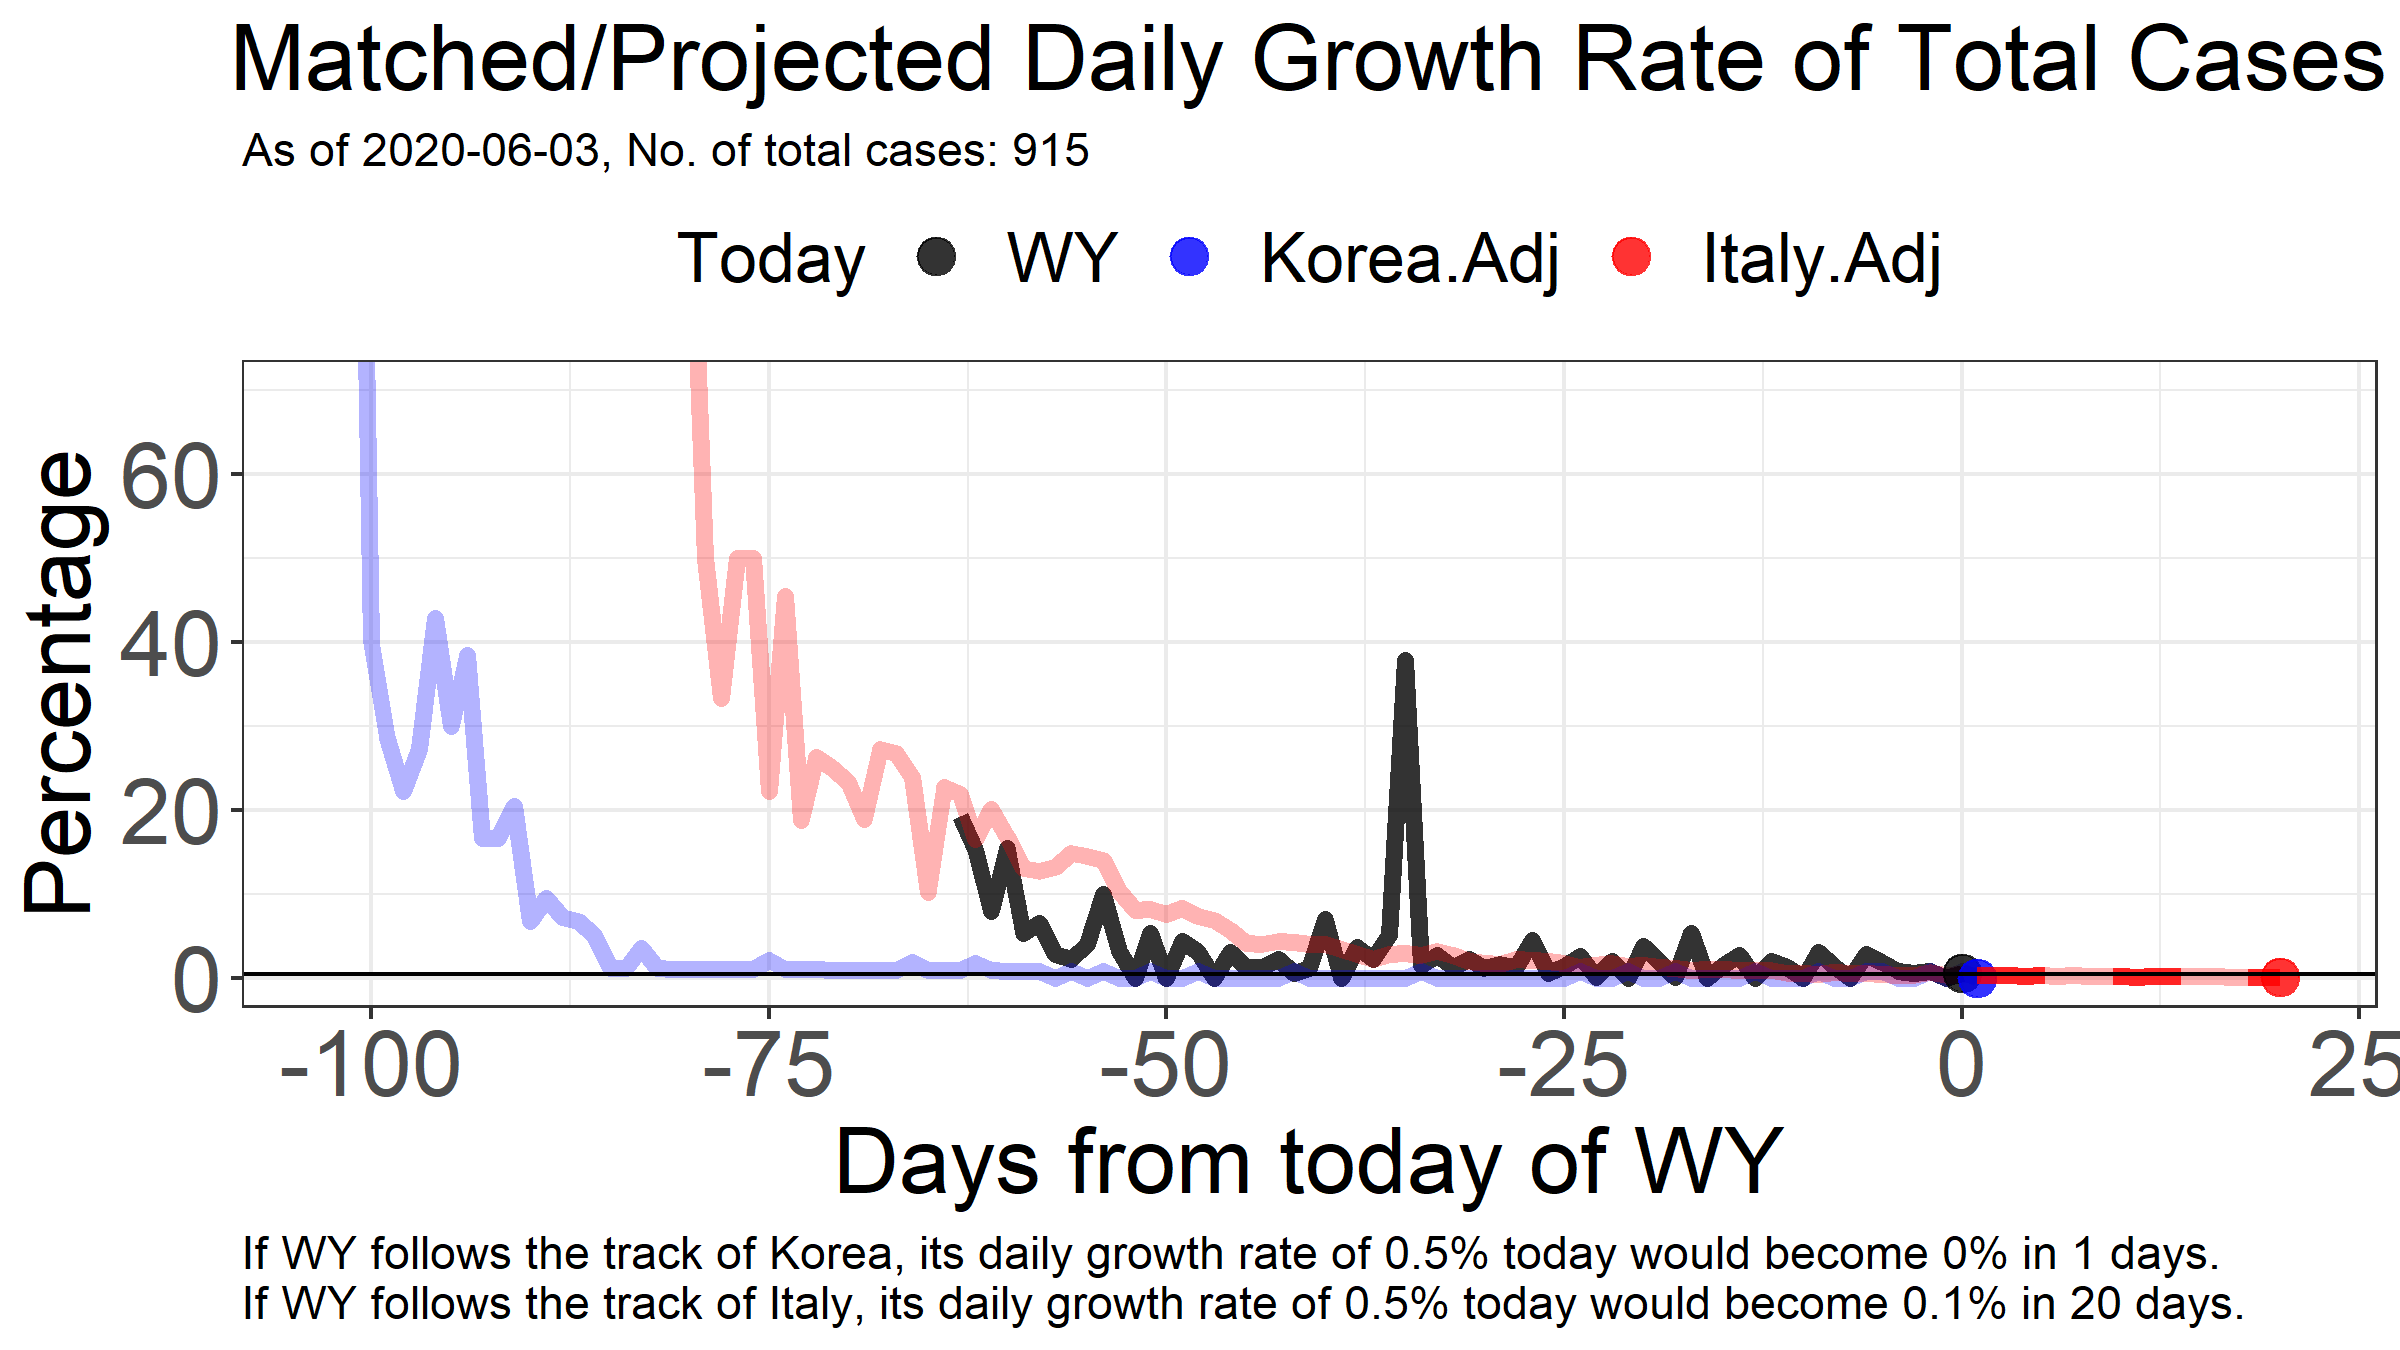 Matched/Projected Daily Growth Rate of Total Cases
As of 2020-06-03, No. of total cases: 915
Today WY Korea.Adj Italy.Adj
Percentage
60
40
20
0
-100 -75 -50 -25 0 25
Days from today of WY
If WY follows the track of Korea, its daily growth rate of 0.5% today would become 0% in 1 days.
If WY follows the track of Italy, its daily growth rate of 0.5% today would become 0.1% in 20 days.